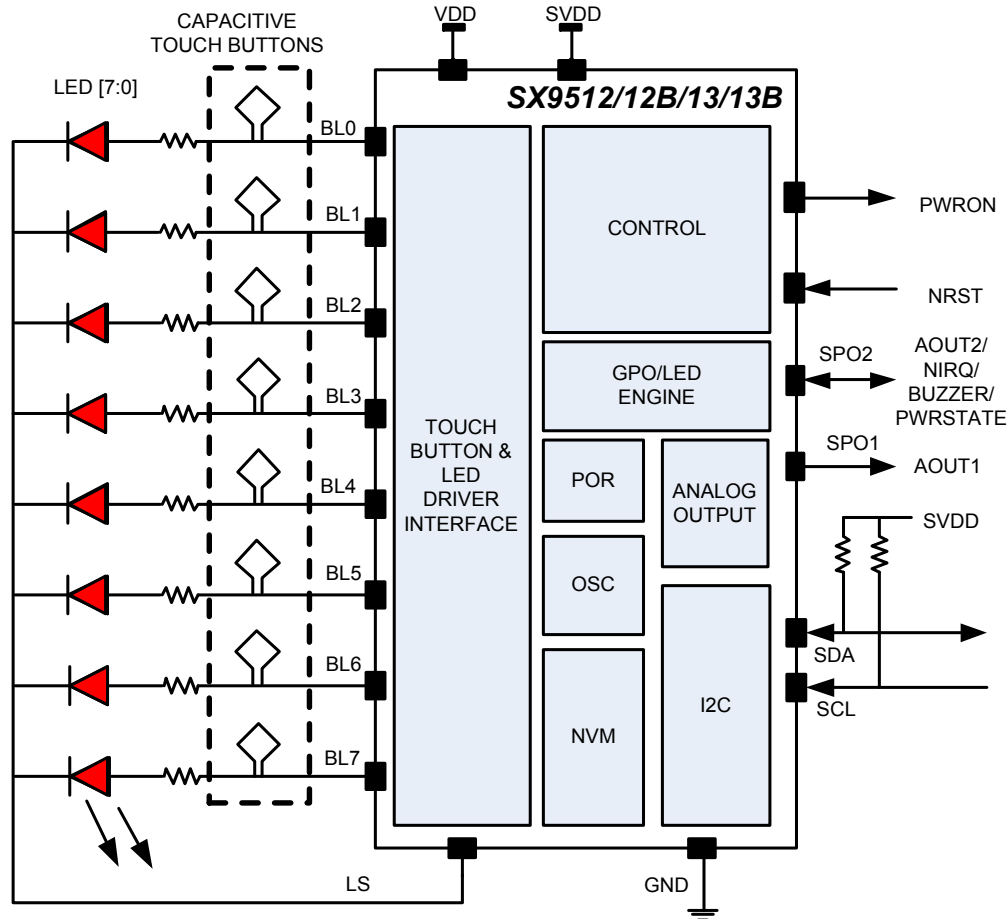 VDD
SVDD
CAPACITIVE
TOUCH BUTTONS
LED [7:0]
SX9512/12B/13/13B
BL0
BL1
BL2
BL3
BL4
BL5
BL6
BL7
TOUCH
BUTTON &
LED
DRIVER
INTERFACE
CONTROL
GPO/LED
ENGINE
POR
ANALOG
OUTPUT
OSC
NVM
I2C
PWRON
NRST
SPO2
AOUT2/
NIRQ/
BUZZER/
PWRSTATE
SPO1
AOUT1
SVDD
SDA
SCL
LS
GND